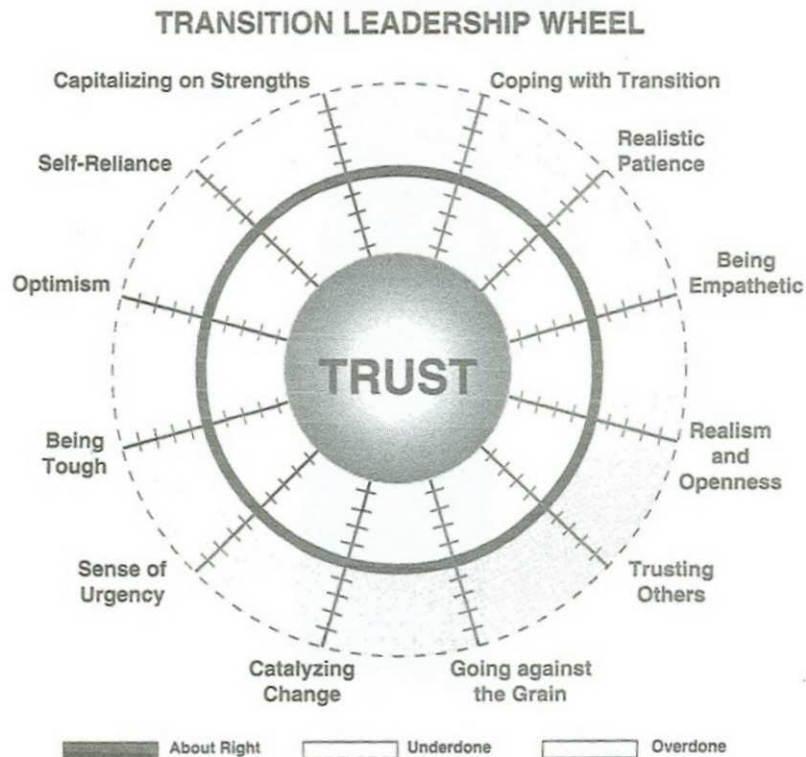 TRANSITION LEADERSHIP WHEEL
Capitalizing on Strengths
Coping with Transition
Self-Reliance
Realistic
Patience
Optimism
Being
Empathetic
TRUST
Being
Tough
Realism
and
Openness
Sense of
Urgency
Trusting
Others
Catalyzing
Change
Going against
the Grain
About Right
Underdone
Overdone